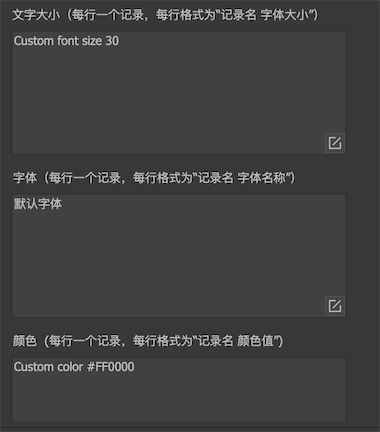 文字大小（每行一个记录，每行格式为“记录名 字体大小”）
Custom font size 30
字体（每行一个记录，每行格式为“记录名 字体名称”）
默认字体
颜色（每行一个记录，每行格式为“记录名 颜色值”)
Custom color #FF0000